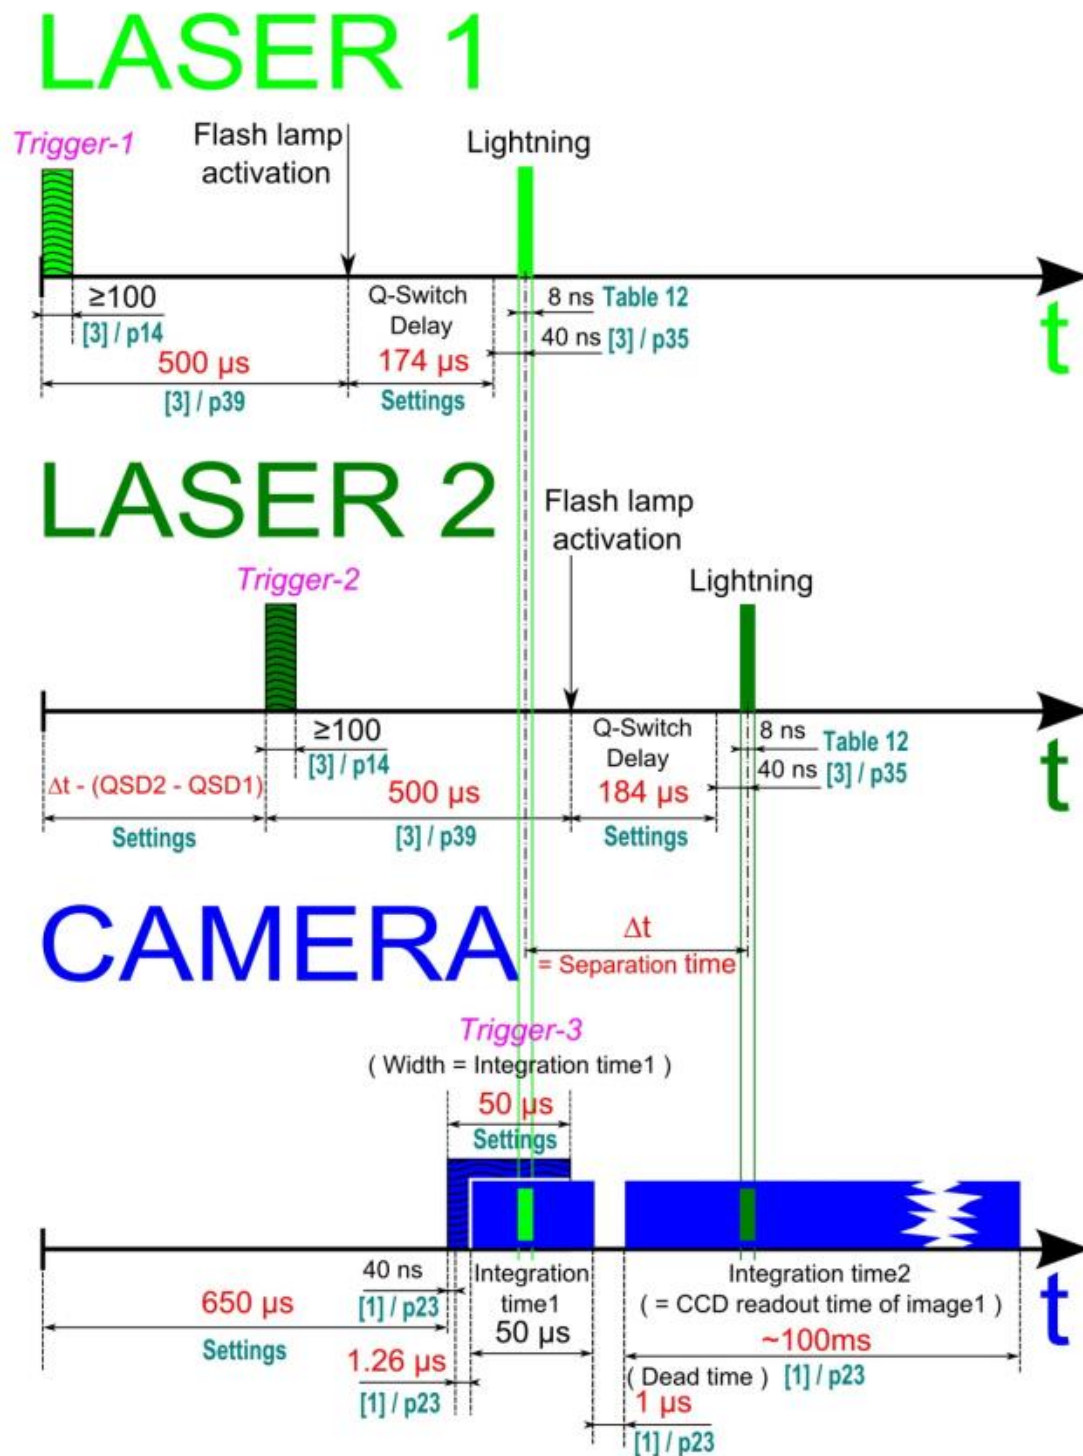 LASER 1
Trigger-1
Flash lamp
activation
Lightning
≥100
[3] / p14
Q-Switch
Delay
8 ns Table 12
40 ns [3] / p35
500 µs
[3] / p39
174 µs
Settings
t
LASER 2
Flash lamp
activation
Trigger-2
Lightning
≥100
[3] / p14
Q-Switch
Delay
8 ns Table 12
40 ns [3] / p35
Δt - (QSD2 - QSD1)
Settings
500 µs
[3] / p39
184 µs
Settings
t
CAMERA
Δt
= Separation time
Trigger-3
( Width = Integration time1 )
50 µs
Settings
40 ns
[1] / p23
Integration
time1
50 µs
Integration time2
( = CCD readout time of image1 )
~100ms
[1] / p23
650 µs
Settings
1.26 µs
[1] / p23
( Dead time )
1 µs
[1] / p23
t